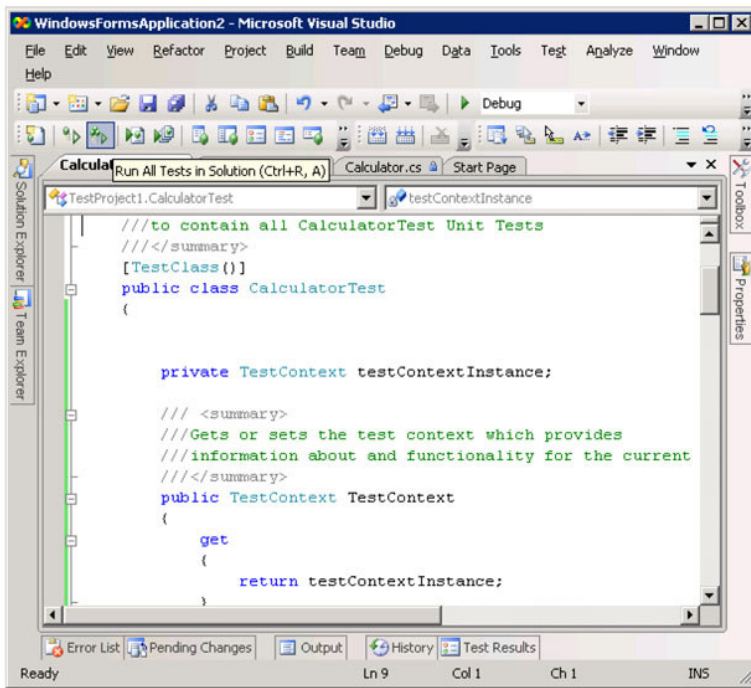 WindowsFormsApplication2 - Microsoft Visual Studio
File Edit View Refactor Project Build Team Debug Data Tools Test Analyze Window
Help
Debug
Calculat
Run All Tests in Solution (Ctrl+R, A)
Calculator.cs Start Page
TestProject1.CalculatorTest testContextInstance
Solution Explorer
Team Explorer
Toolbox
Properties
///to contain all CalculatorTest Unit Tests
///</summary>
[TestClass()]
public class CalculatorTest
{
private TestContext testContextInstance;
/// <summary>
///Gets or sets the test context which provides
///information about and functionality for the current
///</summary>
public TestContext TestContext
{
get
{
return testContextInstance;
}
Error List Pending Changes Output History Test Results
Ready Ln 9 Col 1 Ch 1 INS